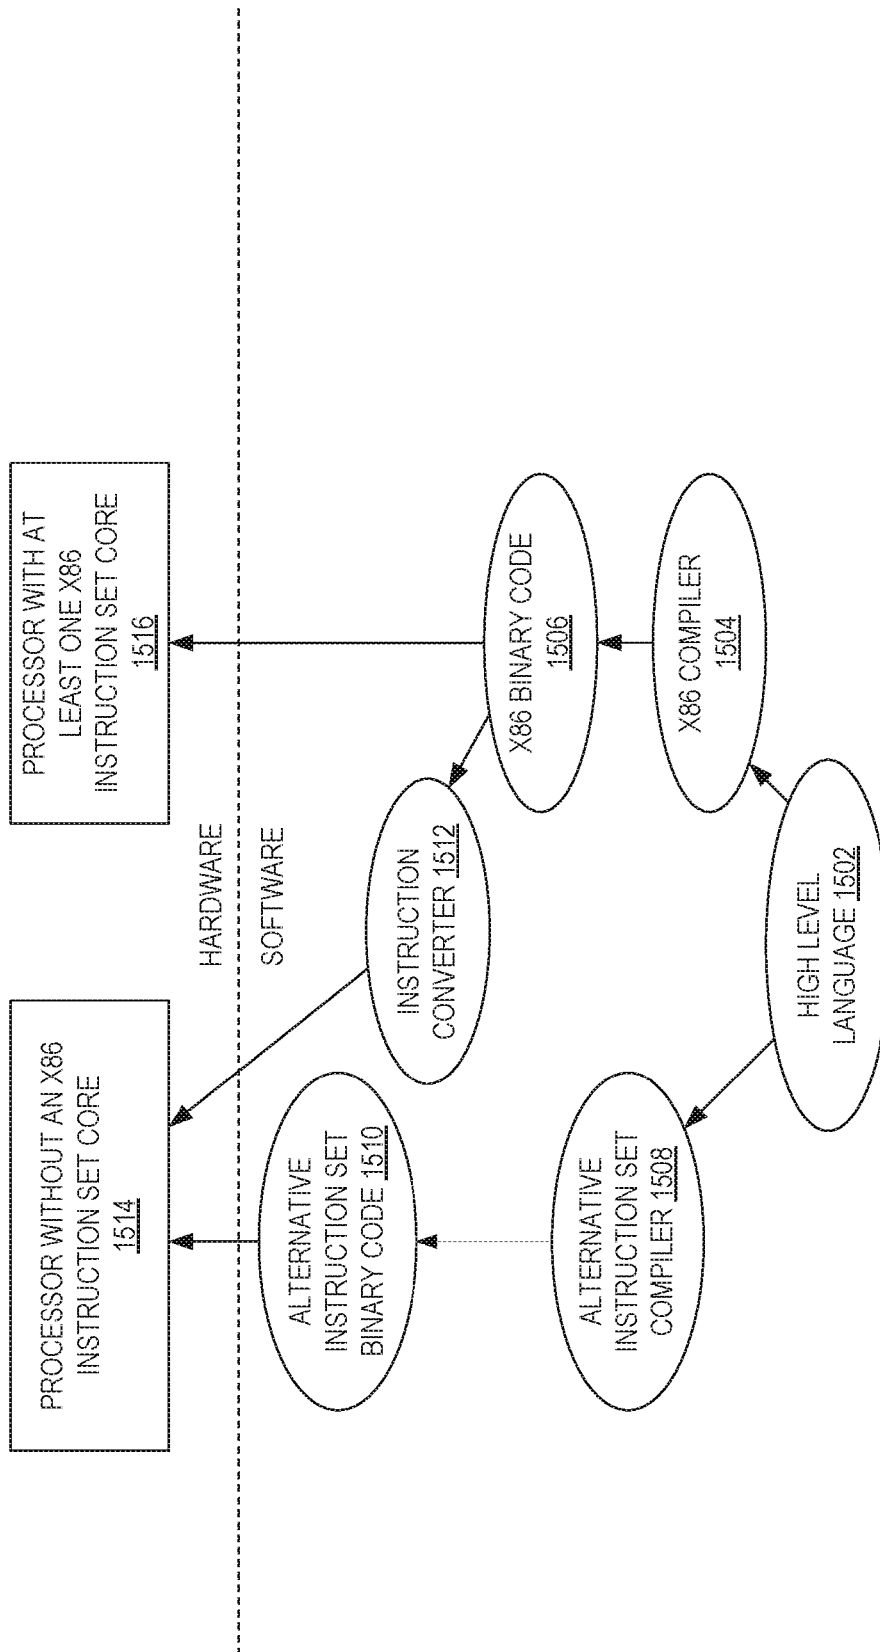 PROCESSOR WITHOUT AN X86
INSTRUCTION SET CORE
1514
PROCESSOR WITH AT
LEAST ONE X86
INSTRUCTION SET CORE
1516
HARDWARE
SOFTWARE
ALTERNATIVE
INSTRUCTION SET
BINARY CODE 1510
INSTRUCTION
CONVERTER 1512
X86 BINARY CODE
1506
ALTERNATIVE
INSTRUCTION SET
COMPILER 1508
X86 COMPILER
1504
HIGH LEVEL
LANGUAGE 1502